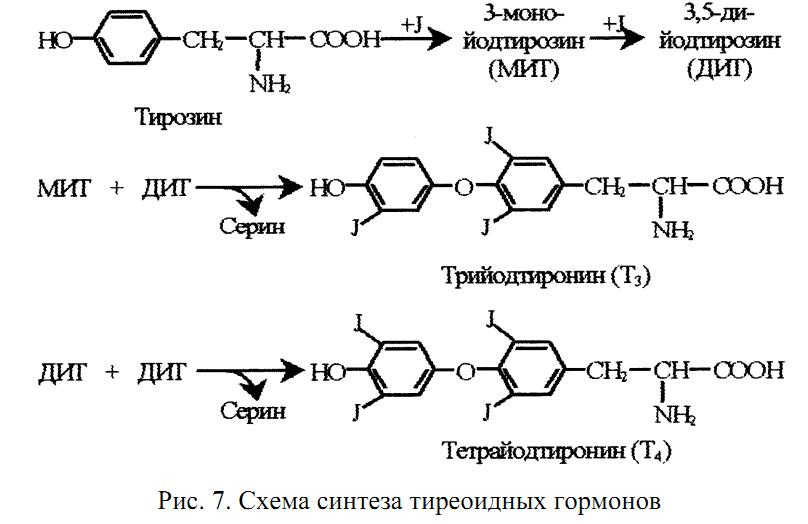 HO CH₂ CH COOH +J 3-моно- йодтирозин (МИТ) +J 3,5-ди- йодтирозин (ДИТ)
NH₂
Тирозин
МИТ + ДИТ Серин HO J O J J CH₂ CH COOH
NH₂
Трийодтиронин (T₃)
ДИТ + ДИТ Серин HO J J O J J CH₂ CH COOH
NH₂
Тетрайодтиронин (T₄)
Рис. 7. Схема синтеза тиреоидных гормонов